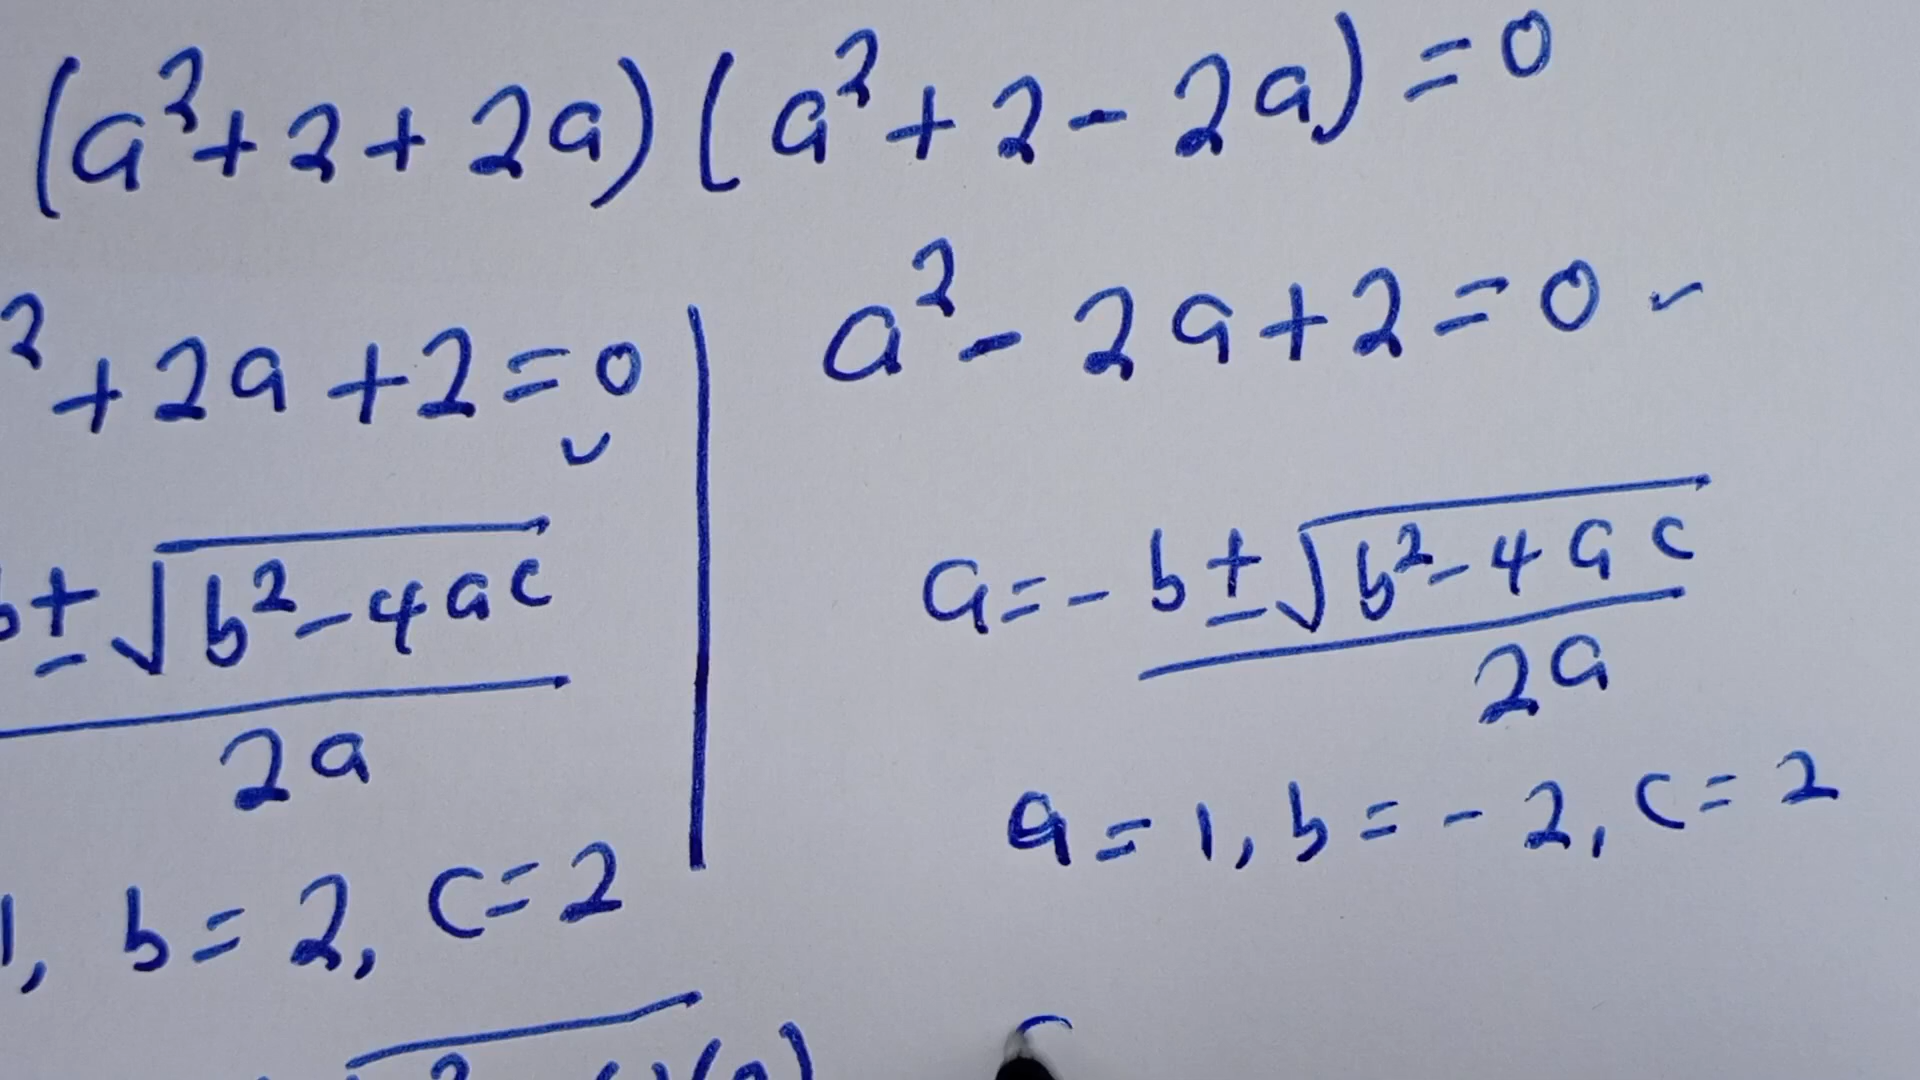 (a²+2+2a)(a²+2-2a)=0
²+2a+2=0
b±√b²-4ac
2a
1, b=2, c=2
a²-2a+2=0
a=-b±√b²-4ac
2a
a=1, b=-2, c=2